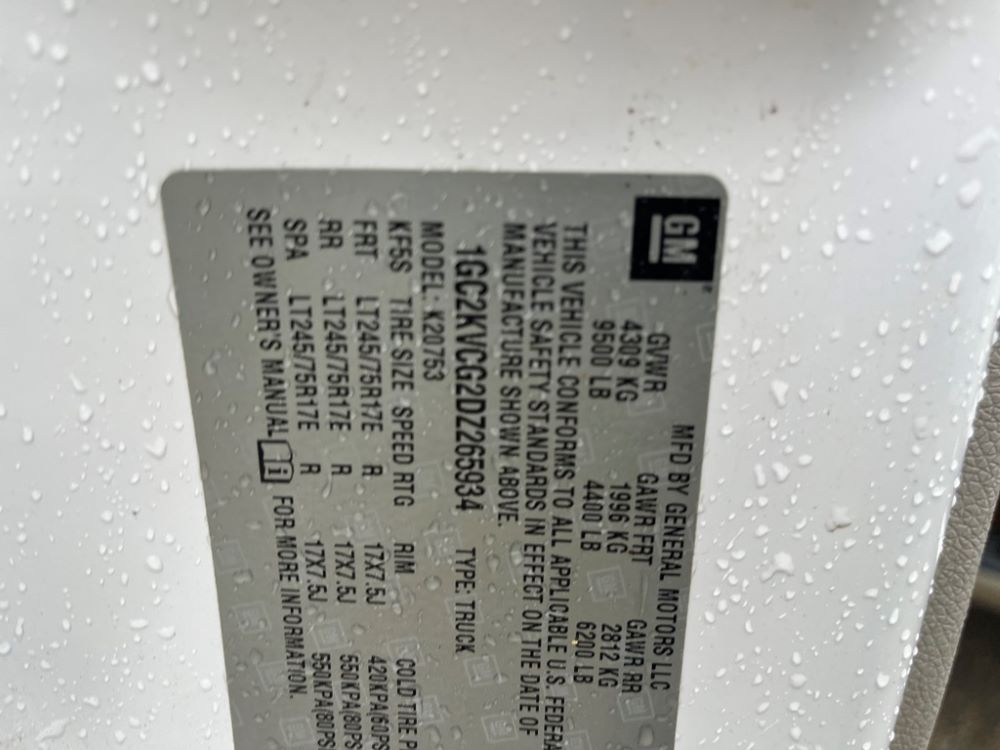 GM
MFD BY GENERAL MOTORS LLC
GVWR GAWR FRT GAWR RR
4309 KG 1996 KG 2812 KG
9500 LB 4400 LB 6200 LB
THIS VEHICLE CONFORMS TO ALL APPLICABLE U.S. FEDERA
VEHICLE SAFETY STANDARDS IN EFFECT ON THE DATE OF
MANUFACTURE SHOWN ABOVE.
1GC2KVCG2DZ265934 TYPE: TRUCK
MODEL: K20753
KF5S TIRE SIZE SPEED RTG RIM COLD TIRE P
FRT LT245/75R17E R 17X7.5J 420KPA(60PS
RR LT245/75R17E R 17X7.5J 550KPA(80PS
SPA LT245/75R17E R 17X7.5J 550KPA(80PS
SEE OWNER'S MANUAL FOR MORE INFORMATION.